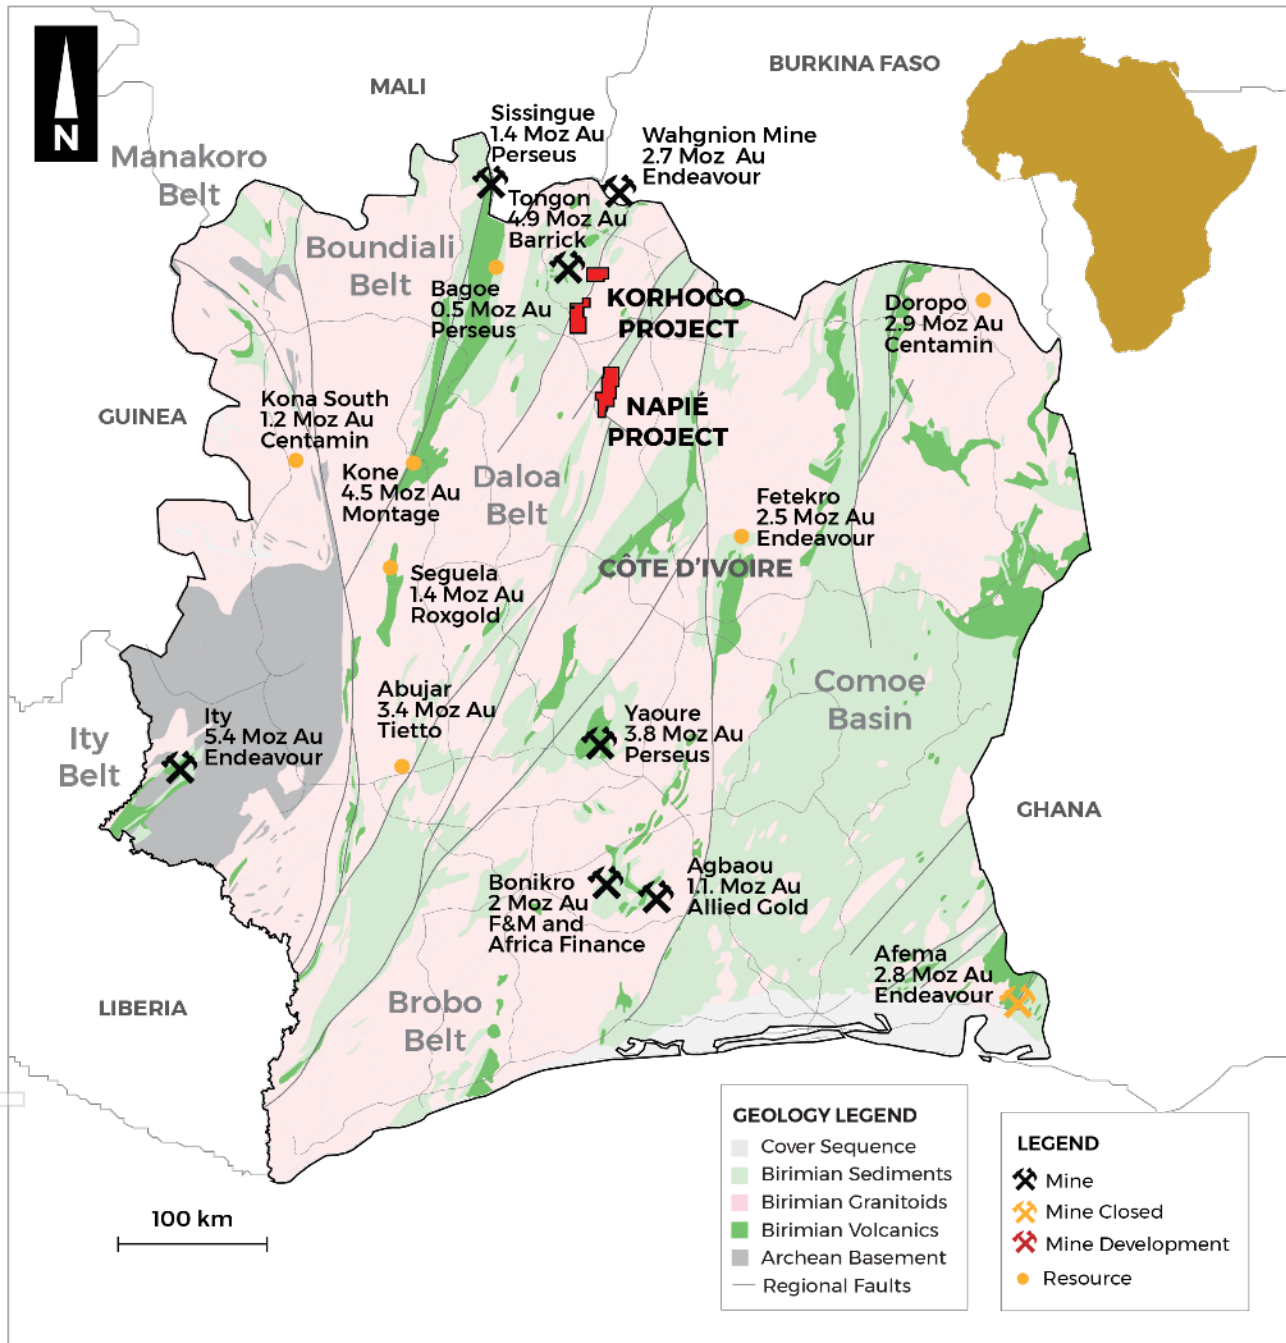 BURKINA FASO
MALI
N
Manakoro
Belt
Sissingue
1.4 Moz Au
Perseus
Wahgnion Mine
2.7 Moz Au
Endeavour
Tongon
4.9 Moz Au
Barrick
Boundiali
Belt
Bagoe
0.5 Moz Au
Perseus
KORHOGO
PROJECT
Doropo
2.9 Moz Au
Centamin
NAPIÉ
PROJECT
GUINEA
Kona South
1.2 Moz Au
Centamin
Kone
4.5 Moz Au
Montage
Daloa
Belt
Fetekro
2.5 Moz Au
Endeavour
CÔTE D'IVOIRE
Seguela
1.4 Moz Au
Roxgold
Comoe
Basin
Abujar
3.4 Moz Au
Tietto
Ity
5.4 Moz Au
Endeavour
Ity
Belt
Yaoure
3.8 Moz Au
Perseus
GHANA
Bonikro
2 Moz Au
F&M and
Africa Finance
Agbaou
1.1. Moz Au
Allied Gold
Afema
2.8 Moz Au
Endeavour
LIBERIA
Brobo
Belt
100 km
GEOLOGY LEGEND
Cover Sequence
Birimian Sediments
Birimian Granitoids
Birimian Volcanics
Archean Basement
Regional Faults
LEGEND
Mine
Mine Closed
Mine Development
Resource